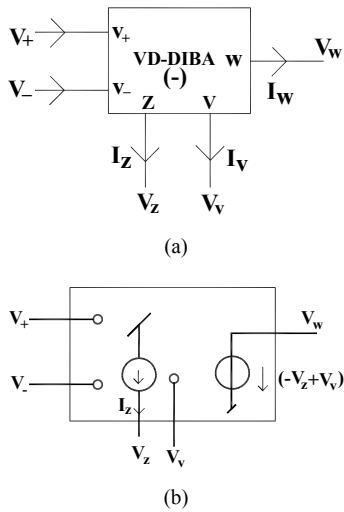 V+ v+ VD-DIBA w Vw
(-)
V– v– Iw
Z V
Iz Iv
Vz Vv
(a)
V+ Vw
V- (-Vz+Vv)
Iz
Vz Vv
(b)